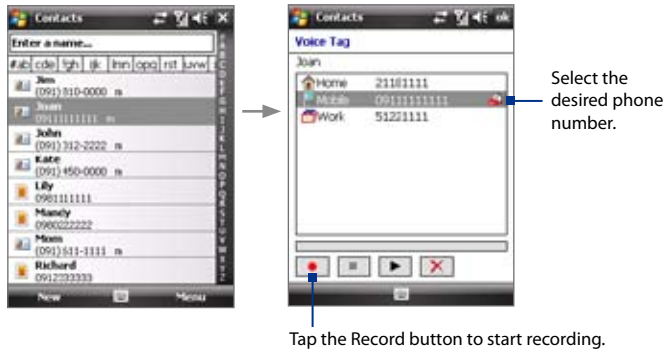 Contacts
Enter a name...
#ab cde fgh ijk lmn opq rst uvw
Jim
(091) 810-0000 m
Joan
09111111111 m
John
(091) 312-2222 m
Kate
(091) 450-0000 m
Lily
0981111111
Mandy
0980222222
Mom
(091) 611-1111 m
Richard
0912333333
New Menu
Contacts ok
Voice Tag
Joan
Home 21181111
Mobile 09111111111
Work 51221111
Select the
desired phone
number.
Tap the Record button to start recording.